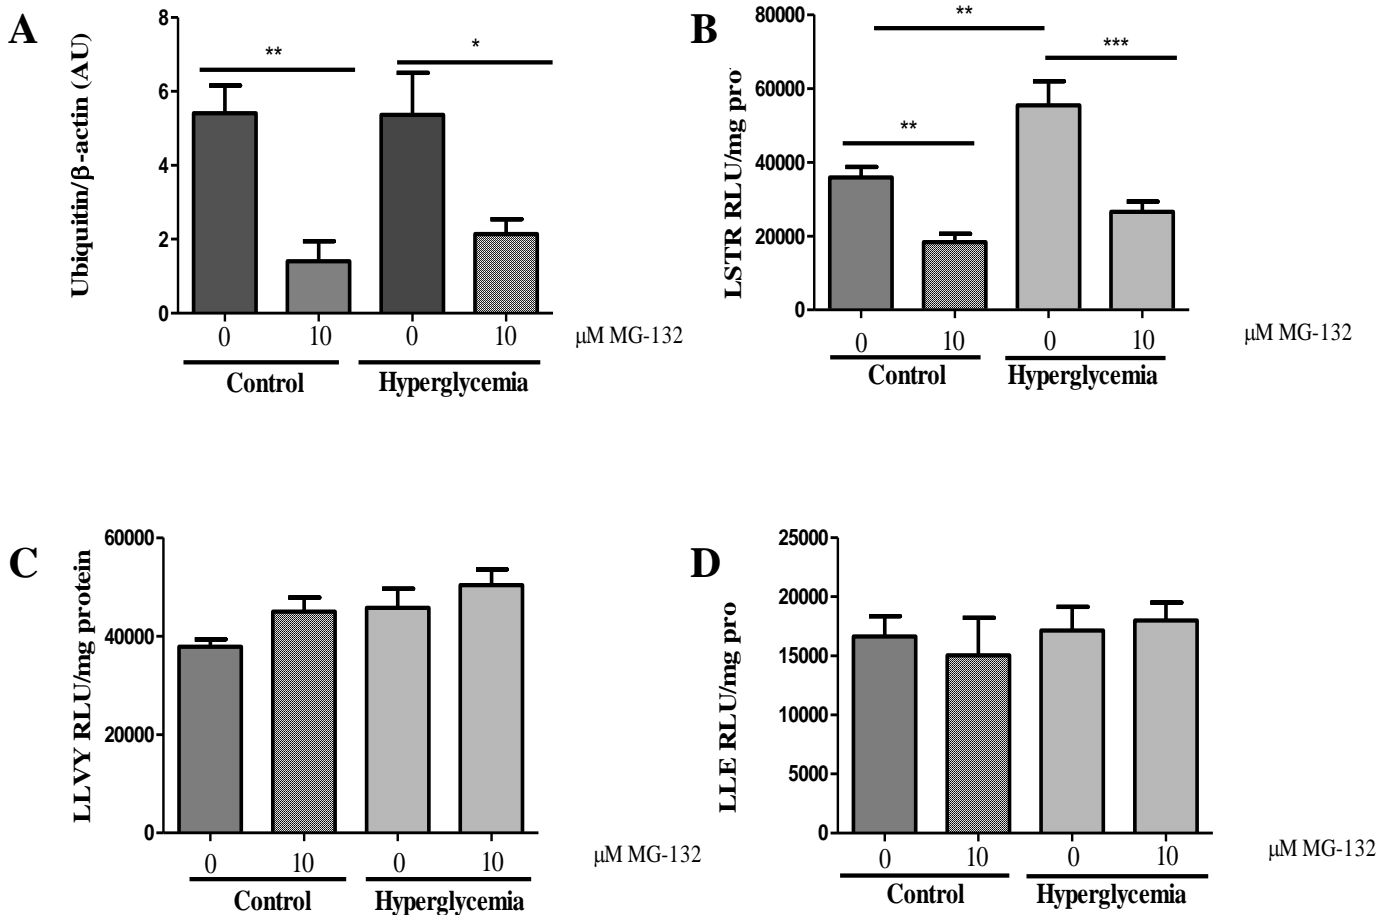 A
Ubiquitin/β-actin (AU)
8
6
4
2
0
**
*
0
10
0
10
μM MG-132
Control
Hyperglycemia
B
LSTR RLU/mg pro
80000
60000
40000
20000
0
**
**
***
0
10
0
10
μM MG-132
Control
Hyperglycemia
C
LLVY RLU/mg protein
60000
40000
20000
0
0
10
0
10
μM MG-132
Control
Hyperglycemia
D
LLE RLU/mg pro
25000
20000
15000
10000
5000
0
0
10
0
10
μM MG-132
Control
Hyperglycemia